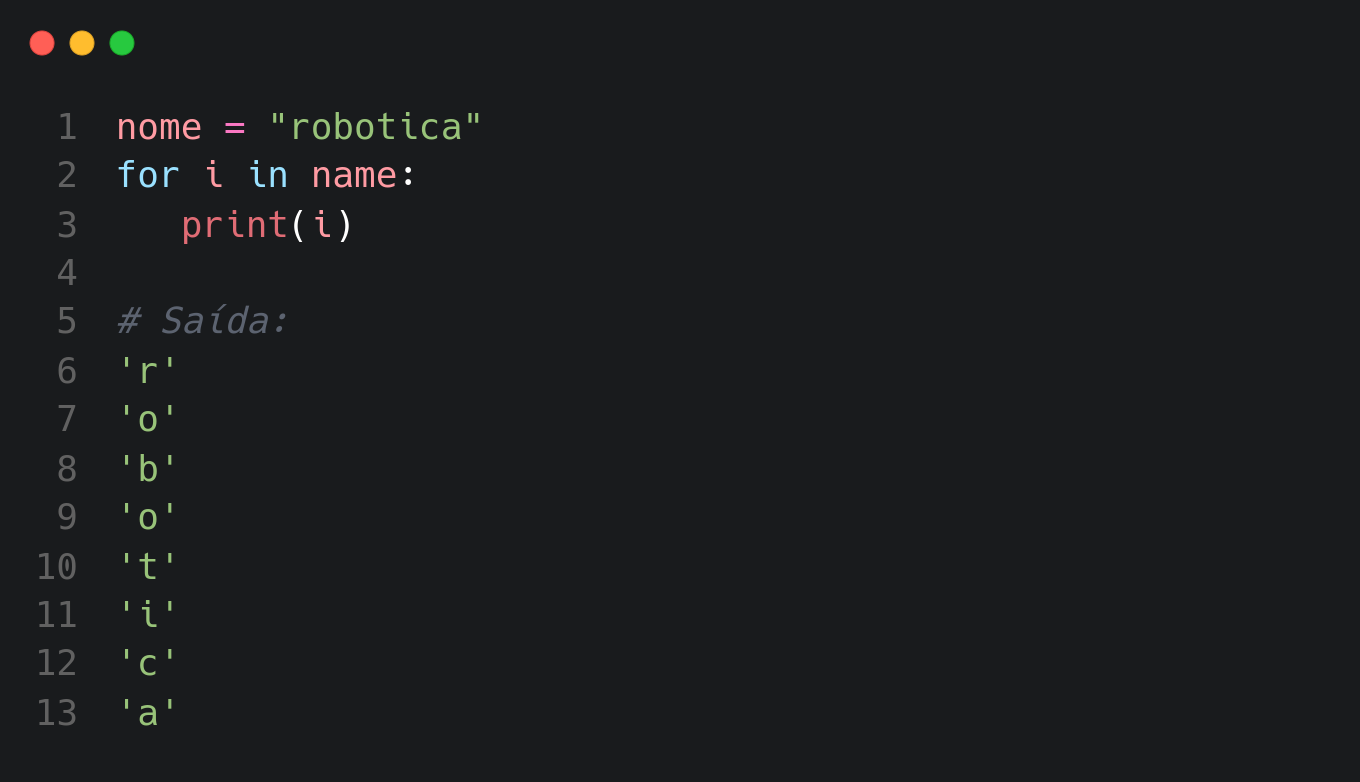 1 nome = "robotica"
2 for i in name:
3    print(i)
4
5 # Saída:
6 'r'
7 'o'
8 'b'
9 'o'
10 't'
11 'i'
12 'c'
13 'a'